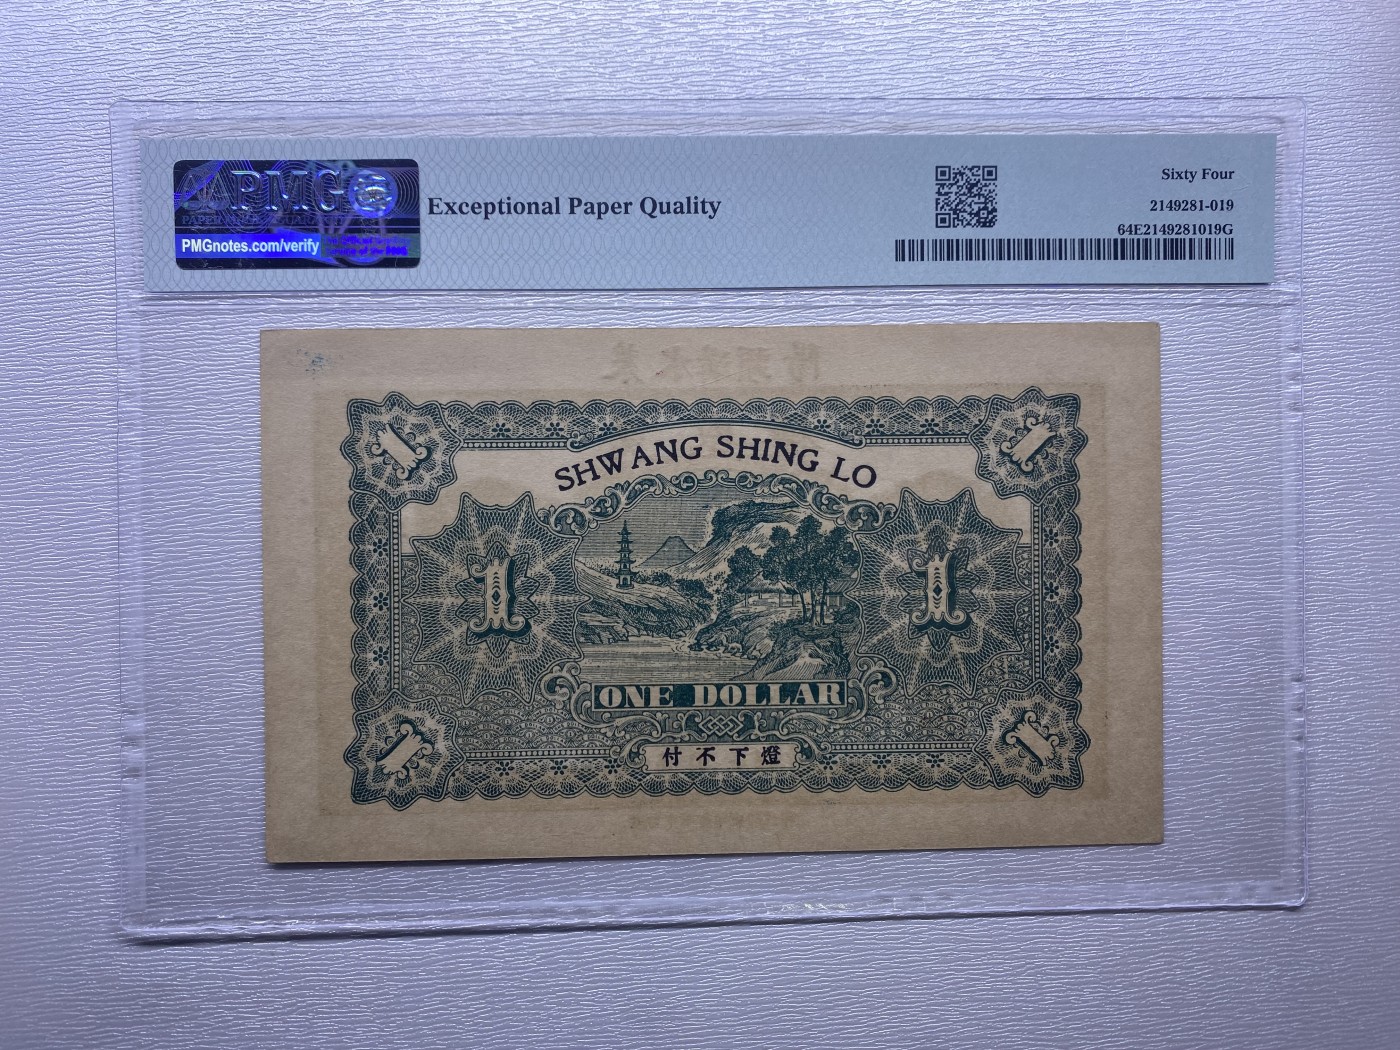 PMG
Exceptional Paper Quality
PMGnotes.com/verify
Sixty Four
2149281-019
64E2149281019G
1
1
SHWANG SHING LO
1
1
ONE DOLLAR
1
1
付不下燈